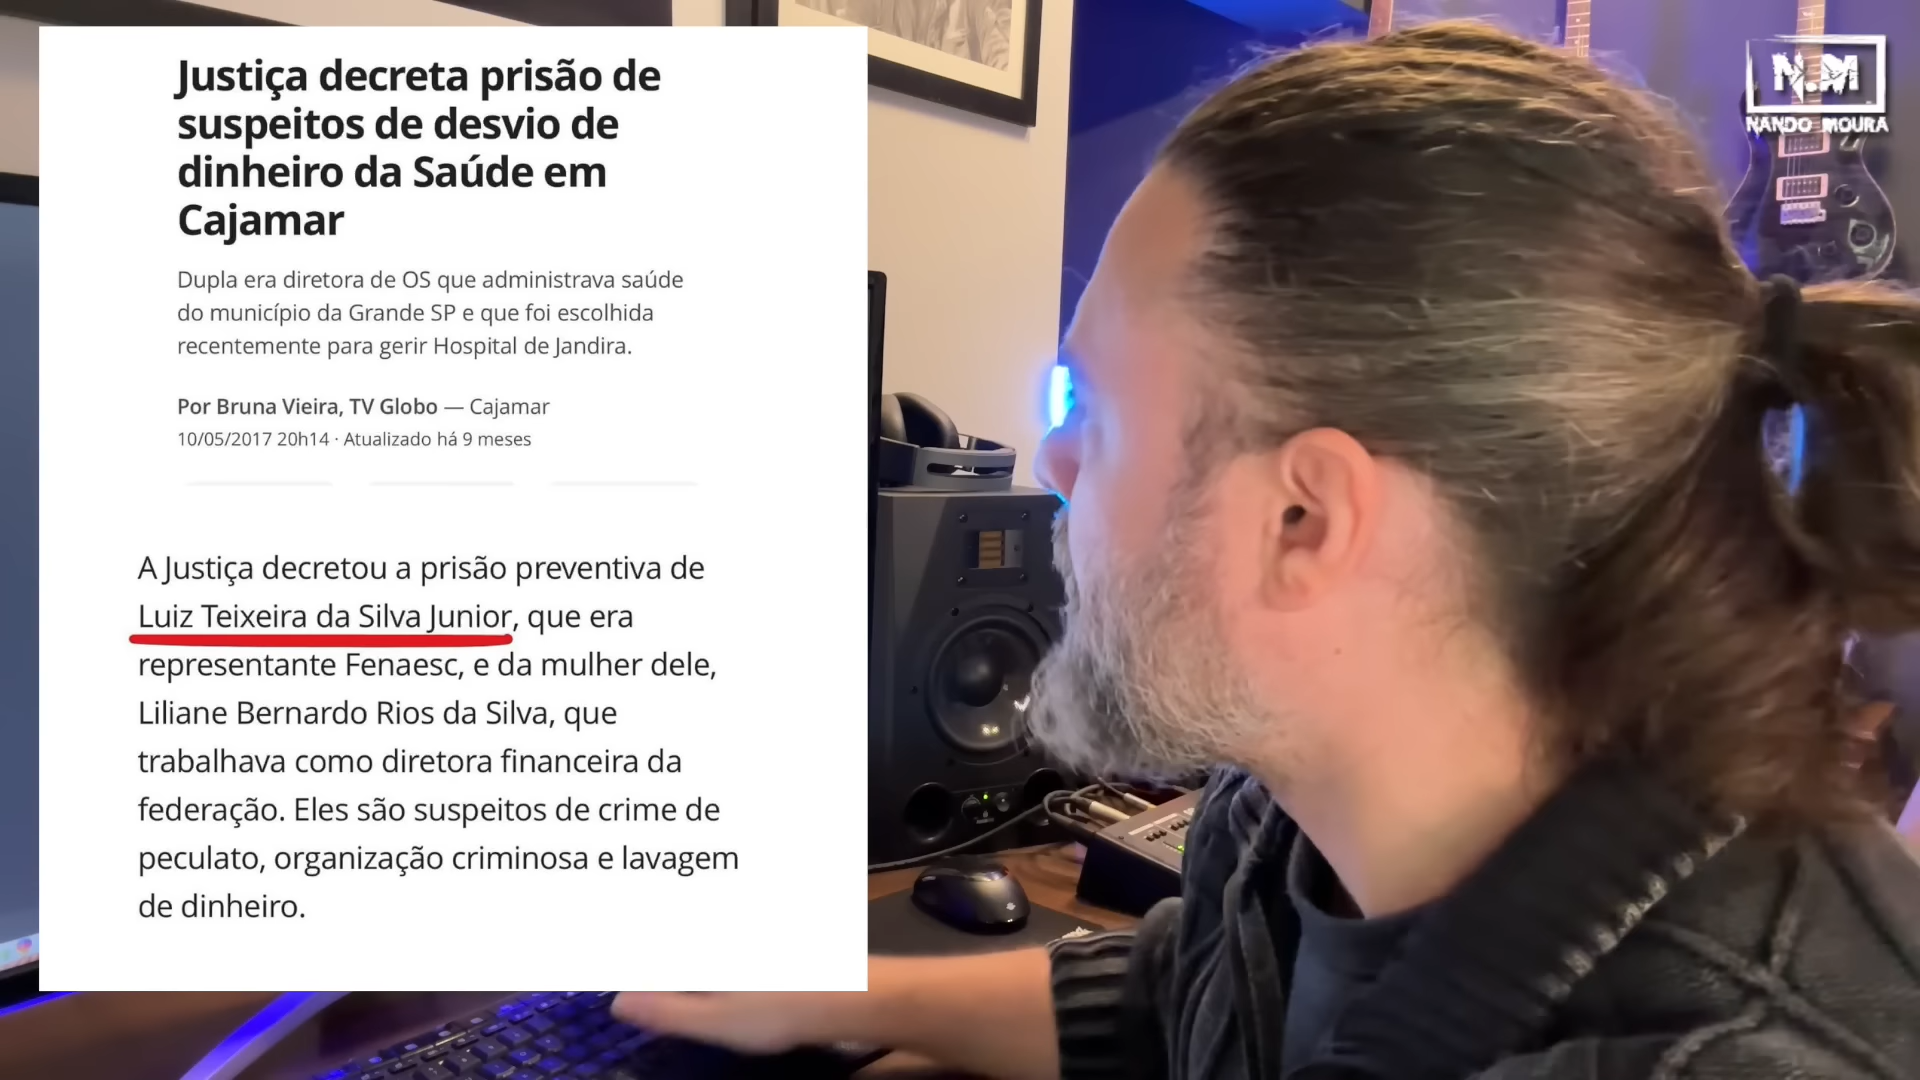 Justiça decreta prisão de
suspeitos de desvio de
dinheiro da Saúde em
Cajamar
Dupla era diretora de OS que administrava saúde
do município da Grande SP e que foi escolhida
recentemente para gerir Hospital de Jandira.
Por Bruna Vieira, TV Globo — Cajamar
10/05/2017 20h14 · Atualizado há 9 meses
A Justiça decretou a prisão preventiva de
Luiz Teixeira da Silva Junior, que era
representante Fenaesc, e da mulher dele,
Liliane Bernardo Rios da Silva, que
trabalhava como diretora financeira da
federação. Eles são suspeitos de crime de
peculato, organização criminosa e lavagem
de dinheiro.
N.M
NANDO MOURA